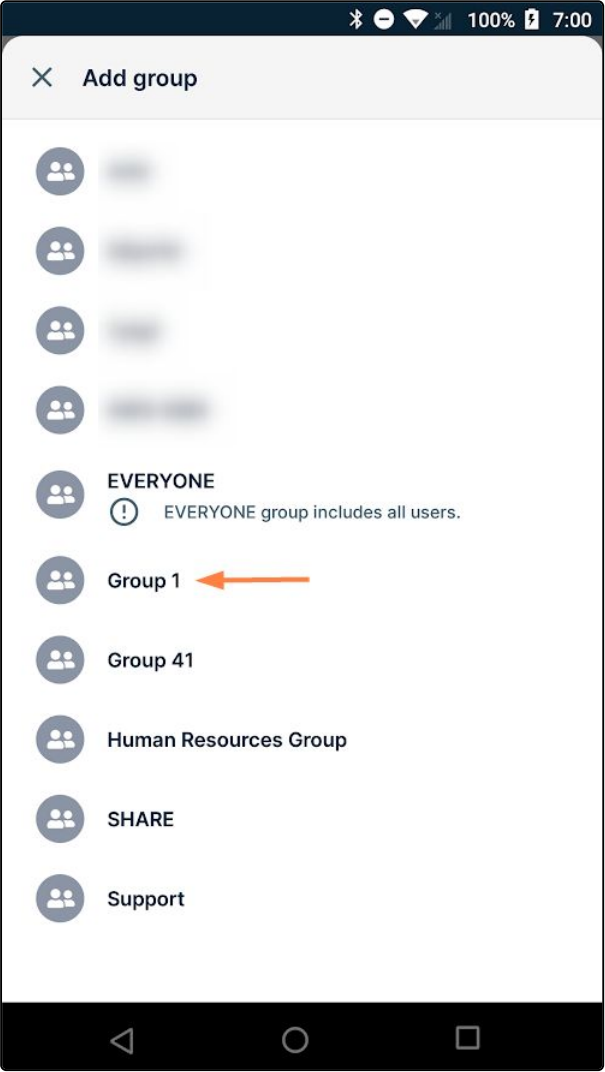 100% 7:00
Add group
EVERYONE
EVERYONE group includes all users.
Group 1
Group 41
Human Resources Group
SHARE
Support